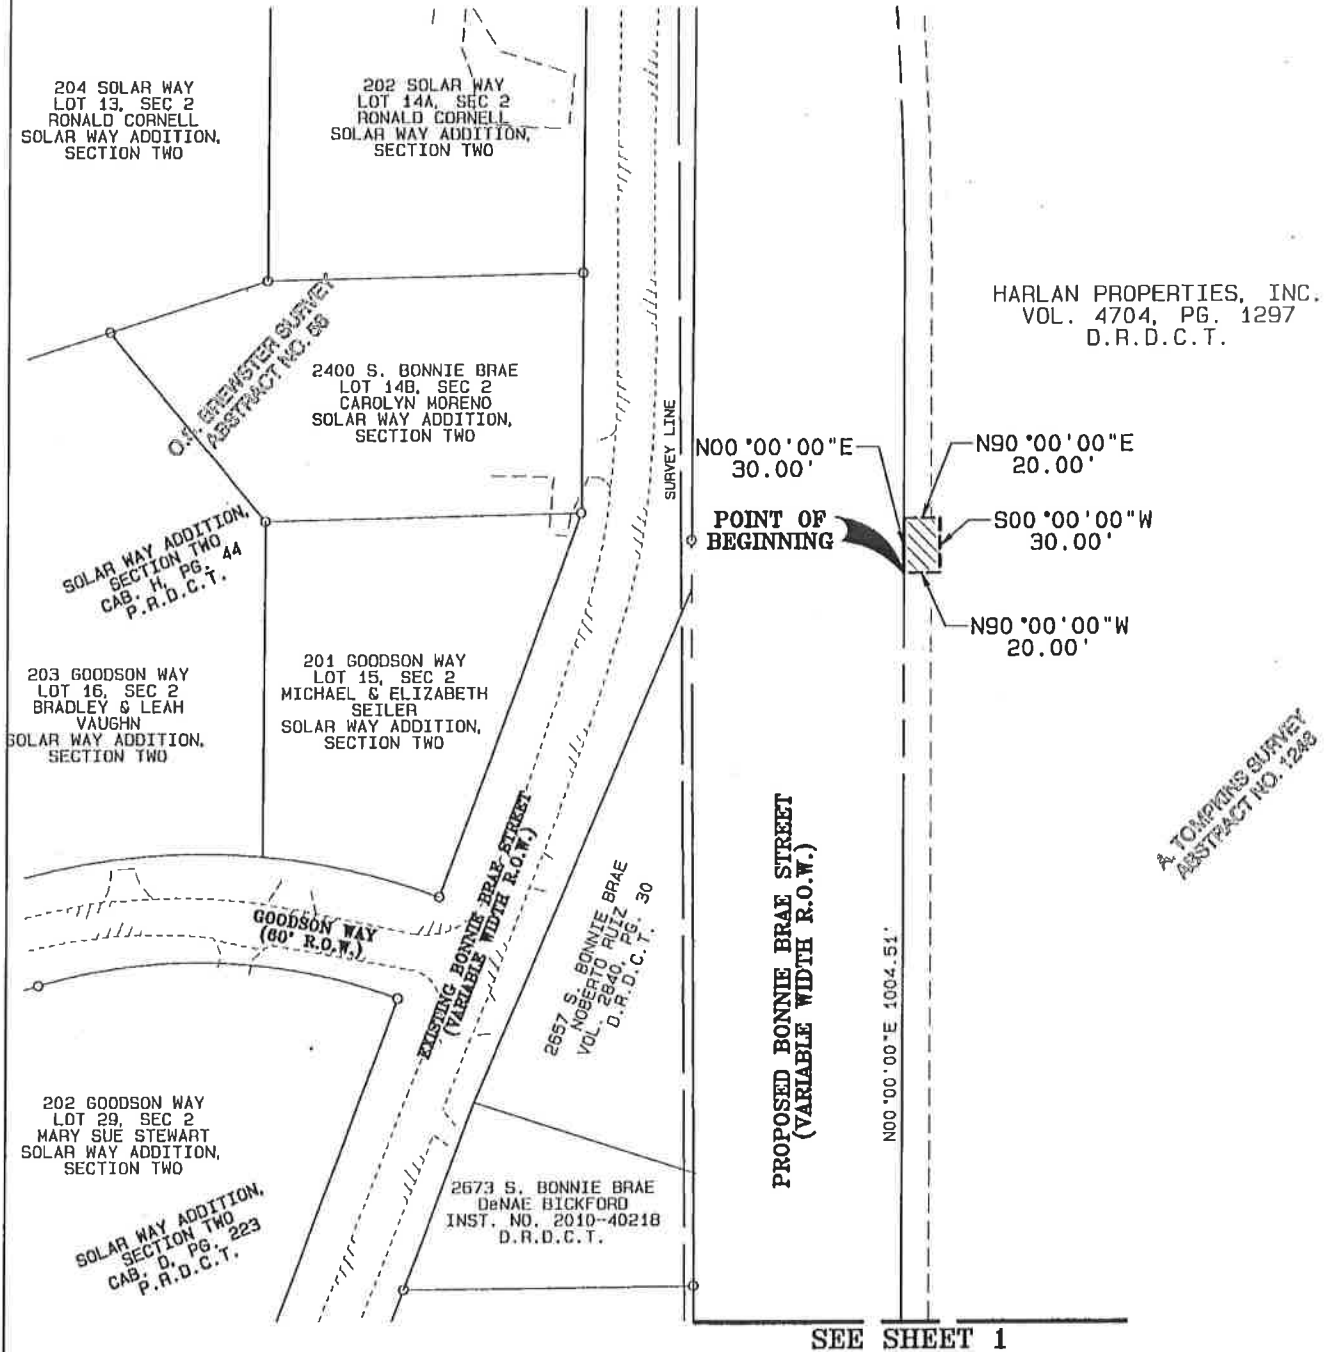 204 SOLAR WAY
LOT 13, SEC 2
RONALD CORNELL
SOLAR WAY ADDITION,
SECTION TWO
202 SOLAR WAY
LOT 14A, SEC 2
RONALD CORNELL
SOLAR WAY ADDITION,
SECTION TWO
HARLAN PROPERTIES, INC.
VOL. 4704, PG. 1297
D.R.D.C.T.
O.S. BREWSTER SURVEY
ABSTRACT NO. 56
2400 S. BONNIE BRAE
LOT 14B, SEC 2
CAROLYN MORENO
SOLAR WAY ADDITION,
SECTION TWO
SURVEY LINE
N00°00'00"E
30.00'
N90°00'00"E
20.00'
POINT OF
BEGINNING
S00°00'00"W
30.00'
N90°00'00"W
20.00'
SOLAR WAY ADDITION,
SECTION TWO
CAB. H, PG. 44
P.R.D.C.T.
203 GOODSON WAY
LOT 16, SEC 2
BRADLEY & LEAH
VAUGHN
SOLAR WAY ADDITION,
SECTION TWO
201 GOODSON WAY
LOT 15, SEC 2
MICHAEL & ELIZABETH
SEILER
SOLAR WAY ADDITION,
SECTION TWO
A. TOMPKINS SURVEY
ABSTRACT NO. 1248
GOODSON WAY
(60' R.O.W.)
EXISTING BONNIE BRAE STREET
(VARIABLE WIDTH R.O.W.)
2657 S. BONNIE BRAE
NOBERTO RUIZ
VOL. 2840, PG. 30
D.R.D.C.T.
PROPOSED BONNIE BRAE STREET
(VARIABLE WIDTH R.O.W.)
N00°00'00"E 1004.51'
202 GOODSON WAY
LOT 29, SEC 2
MARY SUE STEWART
SOLAR WAY ADDITION,
SECTION TWO
SOLAR WAY ADDITION,
SECTION TWO
CAB. D, PG. 223
P.R.D.C.T.
2673 S. BONNIE BRAE
DeNAE BICKFORD
INST. NO. 2010-40218
D.R.D.C.T.
SEE SHEET 1